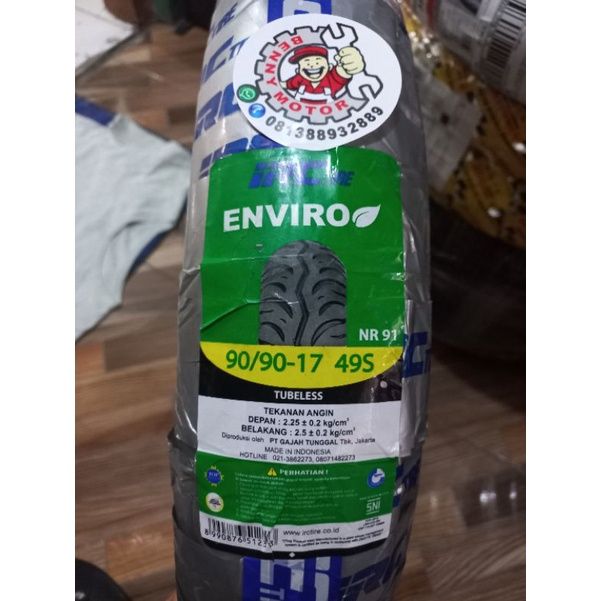 BENNY MOTOR
081388932889
IRC TIRE
ENVIRO
NR 91
90/90-17 49S
TUBELESS
TEKANAN ANGIN
DEPAN : 2.25 ± 0.2 kg/cm²
BELAKANG : 2.5 ± 0.2 kg/cm²
Diproduksi oleh PT GAJAH TUNGGAL Tbk, Jakarta
MADE IN INDONESIA
HOTLINE 021-3862273, 08071482273
PERHATIAN !
SNI
www.irctire.co.id